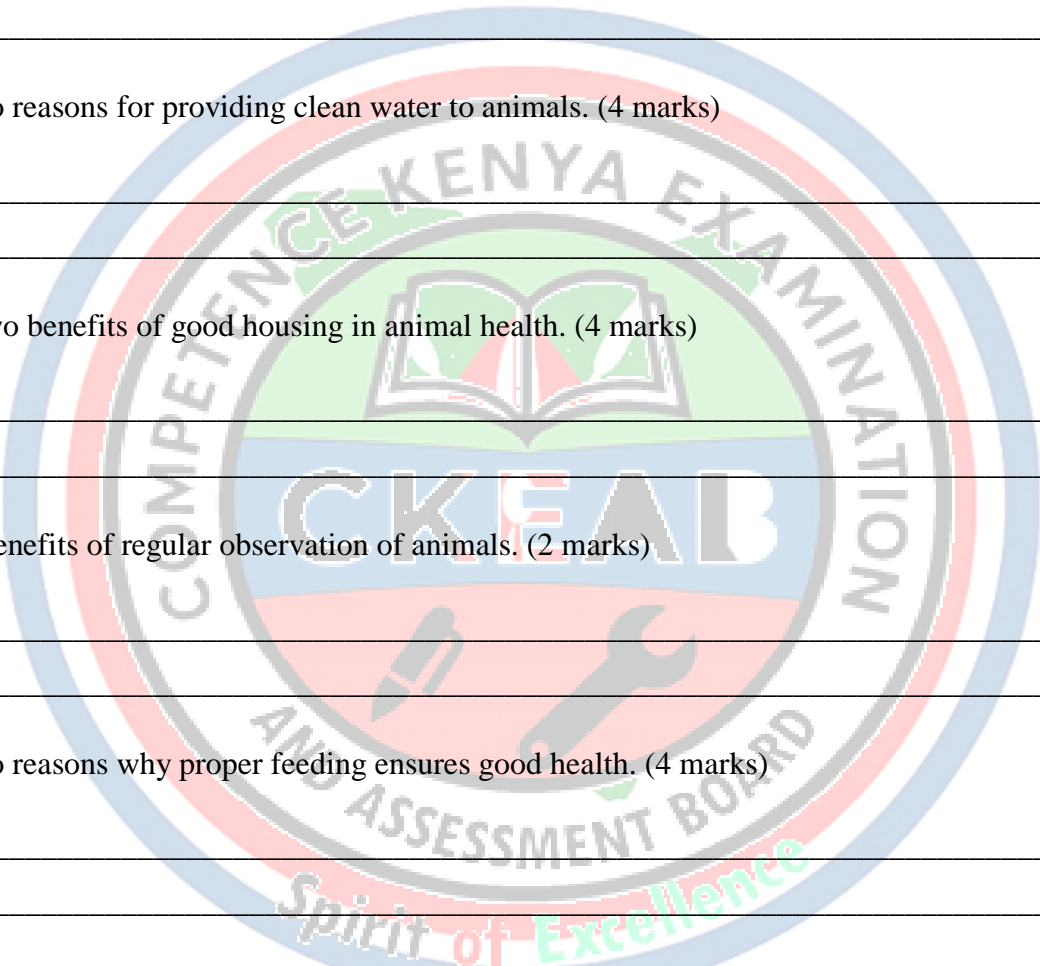 o reasons for providing clean water to animals. (4 marks)
vo benefits of good housing in animal health. (4 marks)
enefits of regular observation of animals. (2 marks)
o reasons why proper feeding ensures good health. (4 marks)
COMPETENCE KENYA EXAMINATION
CKEAB
AND ASSESSMENT BOARD
Spirit of Excellence